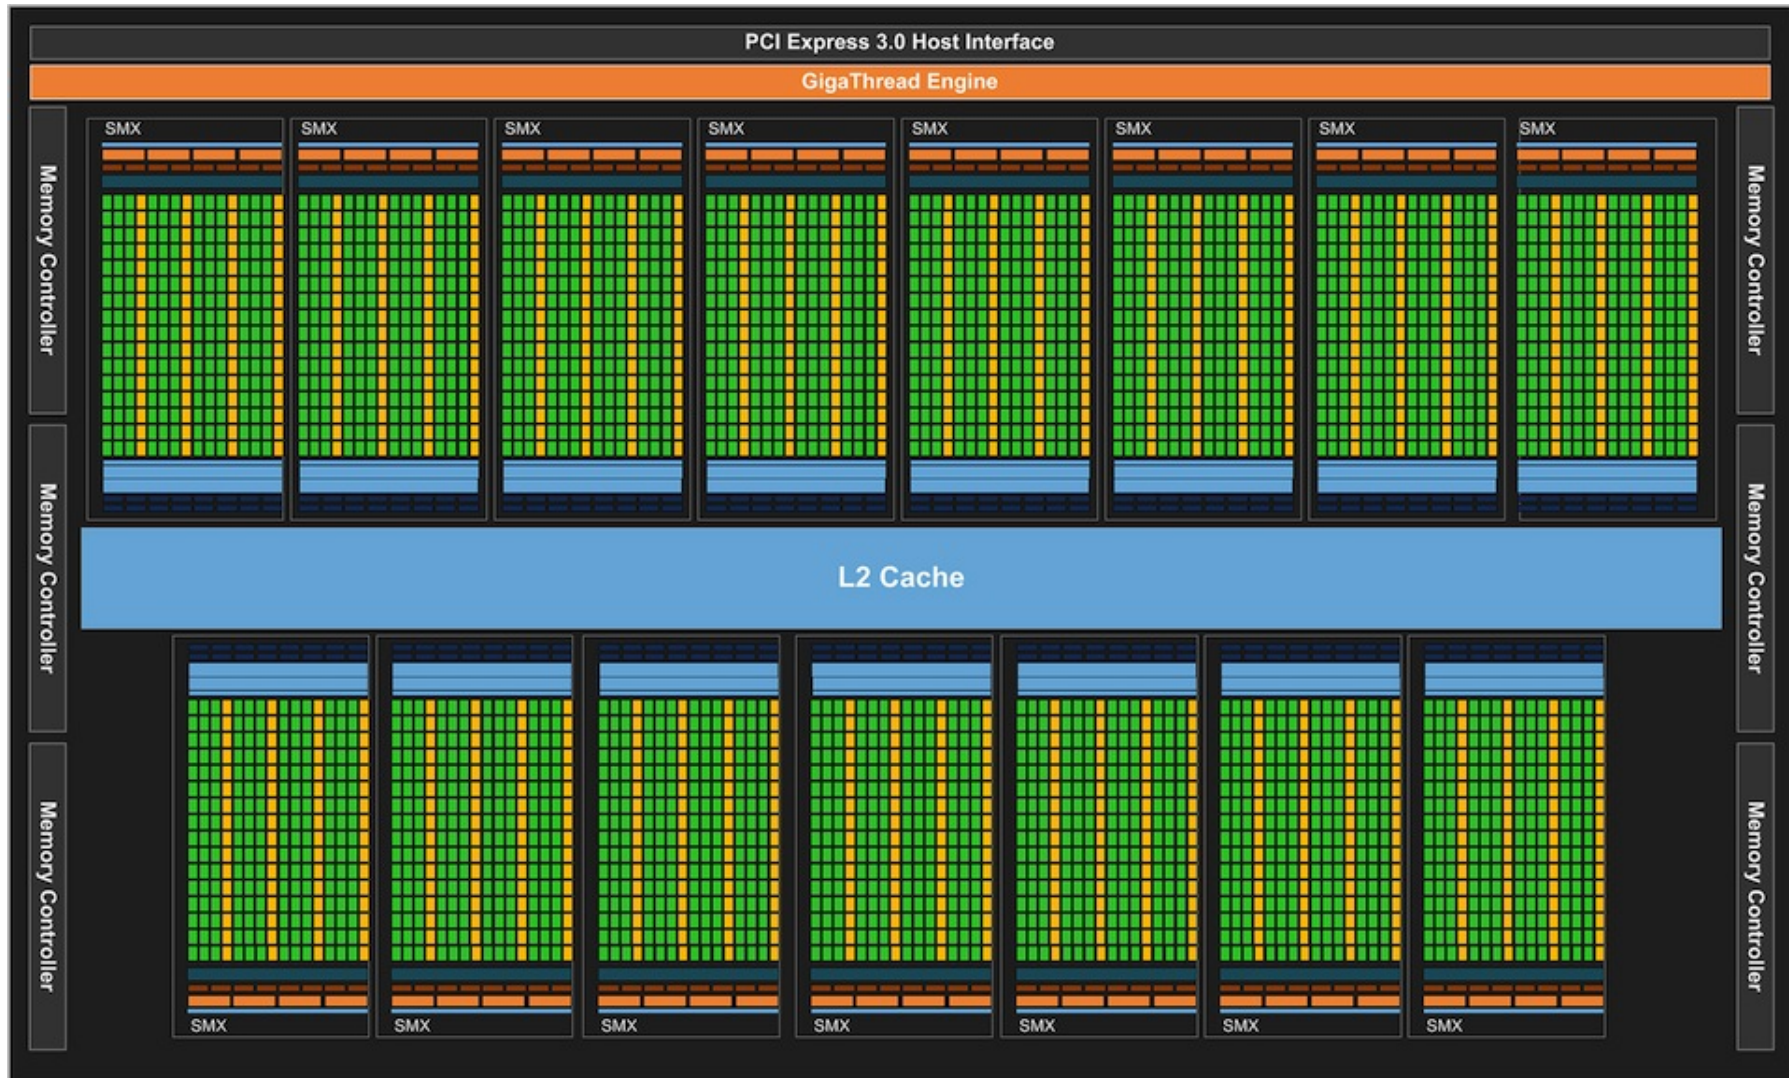 PCI Express 3.0 Host Interface
GigaThread Engine
SMX
SMX
SMX
SMX
SMX
SMX
SMX
SMX
Memory Controller
Memory Controller
Memory Controller
Memory Controller
L2 Cache
Memory Controller
Memory Controller
SMX
SMX
SMX
SMX
SMX
SMX
SMX